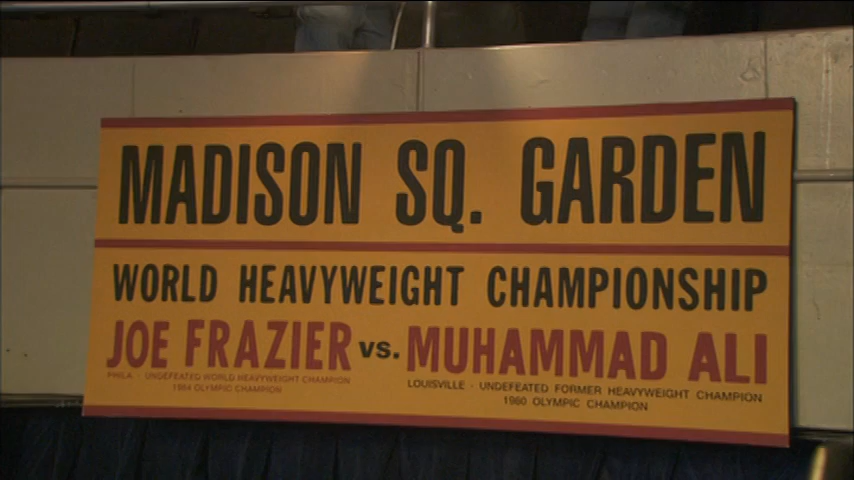 MADISON SQ. GARDEN
WORLD HEAVYWEIGHT CHAMPIONSHIP
JOE FRAZIER vs. MUHAMMAD ALI
PHILA. - UNDEFEATED WORLD HEAVYWEIGHT CHAMPION
1964 OLYMPIC CHAMPION
LOUISVILLE - UNDEFEATED FORMER HEAVYWEIGHT CHAMPION
1960 OLYMPIC CHAMPION